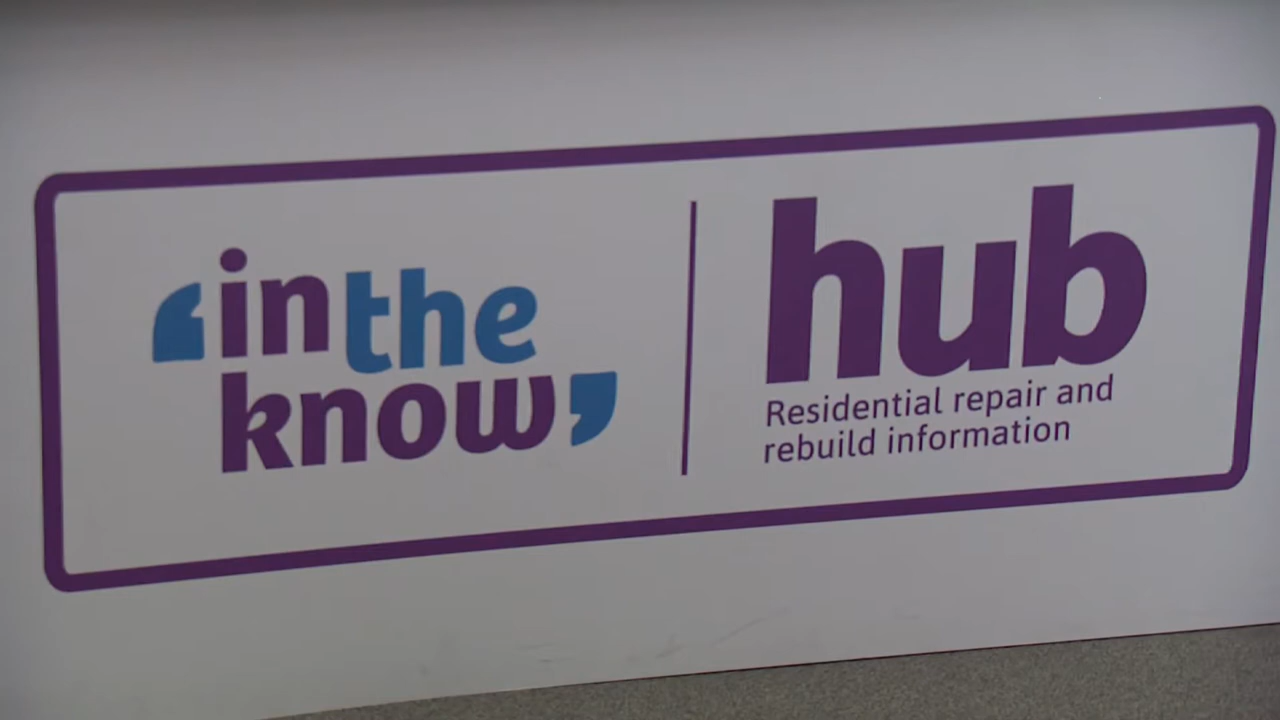 ‘in the
know’
hub
Residential repair and
rebuild information